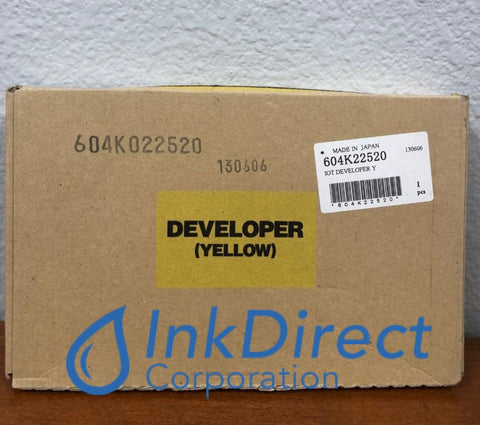 604K022520
130606
MADE IN JAPAN 130606
604K22520
IOT DEVELOPER Y
1
pcs
*604K22520*
DEVELOPER
(YELLOW)
InkDirect
Corporation